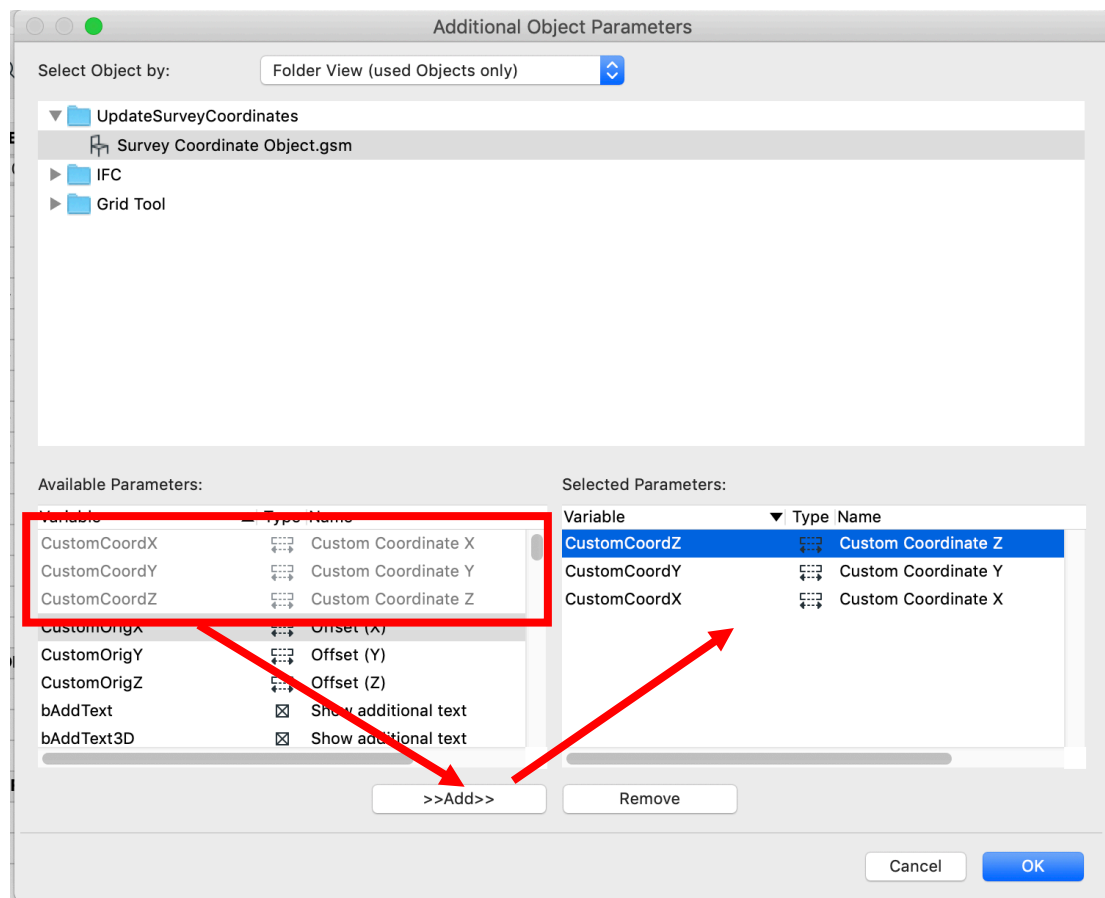 Additional Object Parameters
Select Object by: Folder View (used Objects only)
UpdateSurveyCoordinates
Survey Coordinate Object.gsm
IFC
Grid Tool
Available Parameters:
Variable Type Name
CustomCoordX Custom Coordinate X
CustomCoordY Custom Coordinate Y
CustomCoordZ Custom Coordinate Z
CustomOrigX Offset (X)
CustomOrigY Offset (Y)
CustomOrigZ Offset (Z)
bAddText Show additional text
bAddText3D Show additional text
>>Add>>
Selected Parameters:
Variable Type Name
CustomCoordZ Custom Coordinate Z
CustomCoordY Custom Coordinate Y
CustomCoordX Custom Coordinate X
Remove
Cancel OK